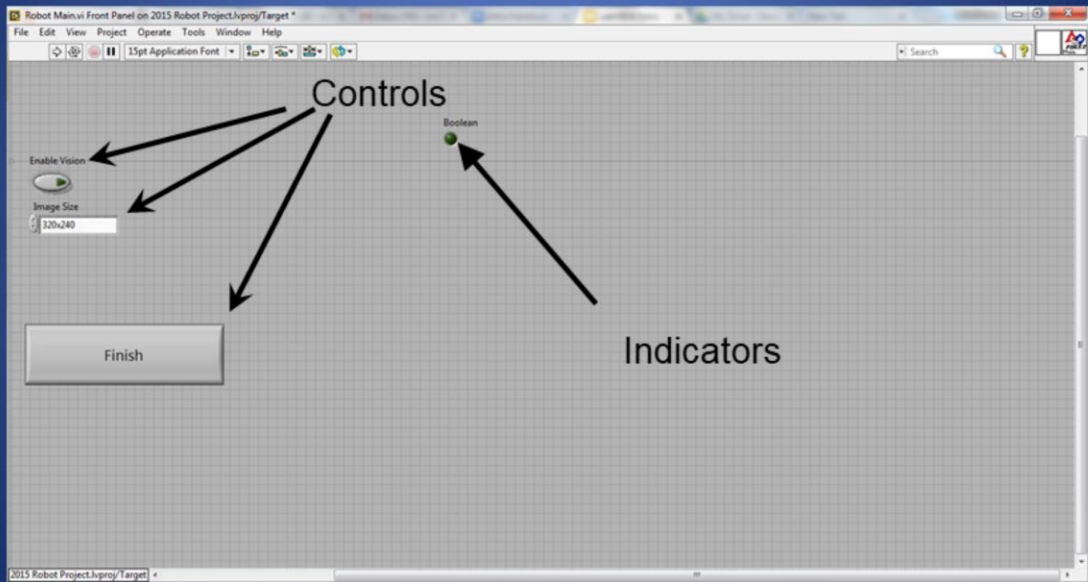 Robot Main.vi Front Panel on 2015 Robot Project.lvproj/Target *
File Edit View Project Operate Tools Window Help
15pt Application Font
Search
?
Controls
Boolean
Enable Vision
Image Size
320x240
Finish
Indicators
2015 Robot Project.lvproj/Target